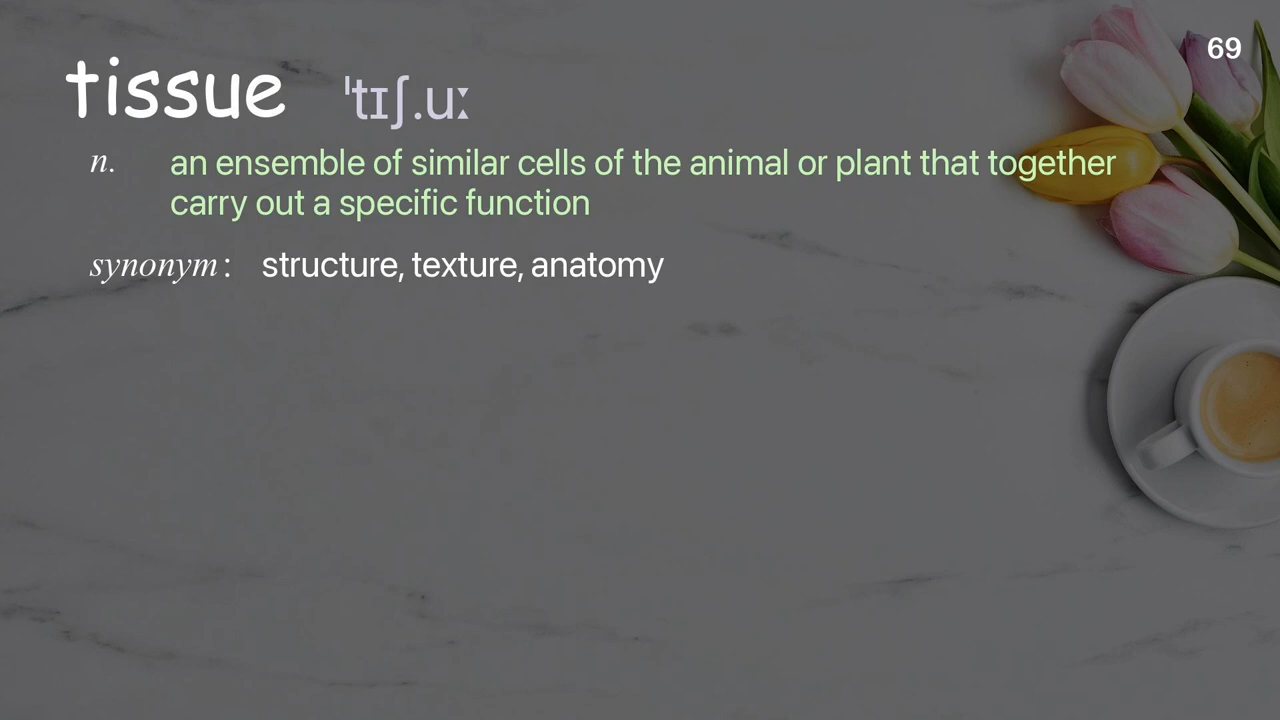 69
tissue ˈtɪʃ.uː
n. an ensemble of similar cells of the animal or plant that together
carry out a specific function
synonym: structure, texture, anatomy